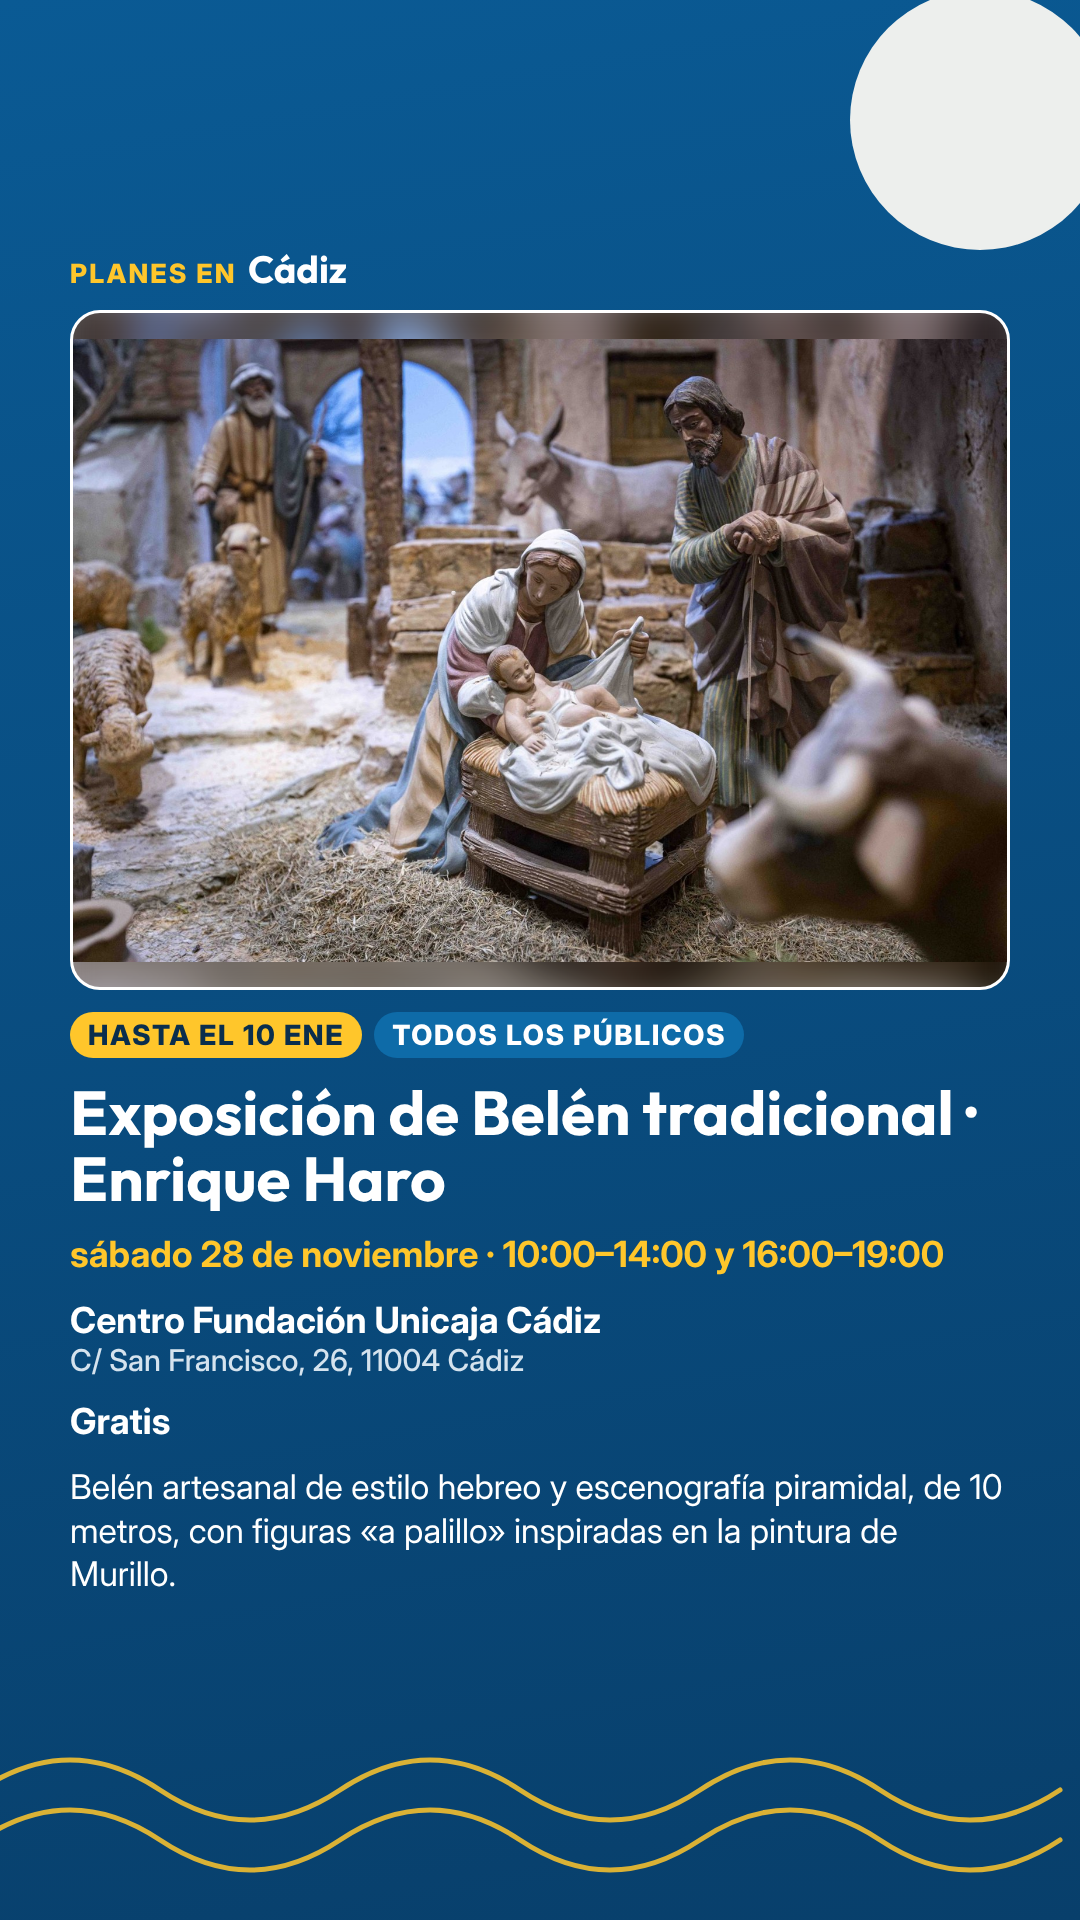 PLANES EN Cádiz
HASTA EL 10 ENE
TODOS LOS PÚBLICOS
Exposición de Belén tradicional ·
Enrique Haro
sábado 28 de noviembre · 10:00–14:00 y 16:00–19:00
Centro Fundación Unicaja Cádiz
C/ San Francisco, 26, 11004 Cádiz
Gratis
Belén artesanal de estilo hebreo y escenografía piramidal, de 10
metros, con figuras «a palillo» inspiradas en la pintura de
Murillo.